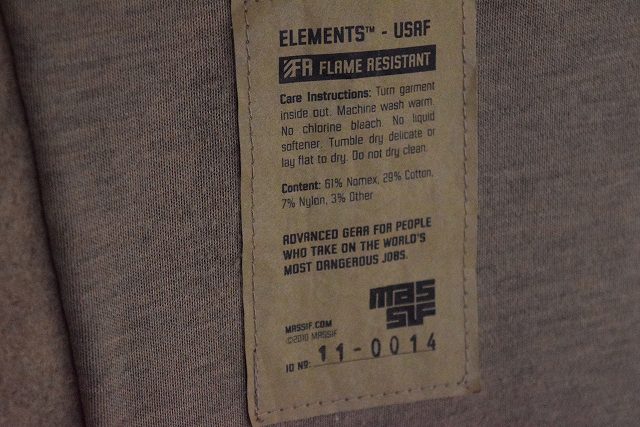 ELEMENTS™ - USAF
FR FLAME RESISTANT
Care Instructions: Turn garment
inside out. Machine wash warm.
No chlorine bleach. No liquid
softener. Tumble dry delicate or
lay flat to dry. Do not dry clean.
Content: 61% Nomex, 29% Cotton,
7% Nylon, 3% Other
ADVANCED GEAR FOR PEOPLE
WHO TAKE ON THE WORLD'S
MOST DANGEROUS JOBS.
mas
sif
MASSIF.COM
©2010 MASSIF
ID Nº: 11-0014